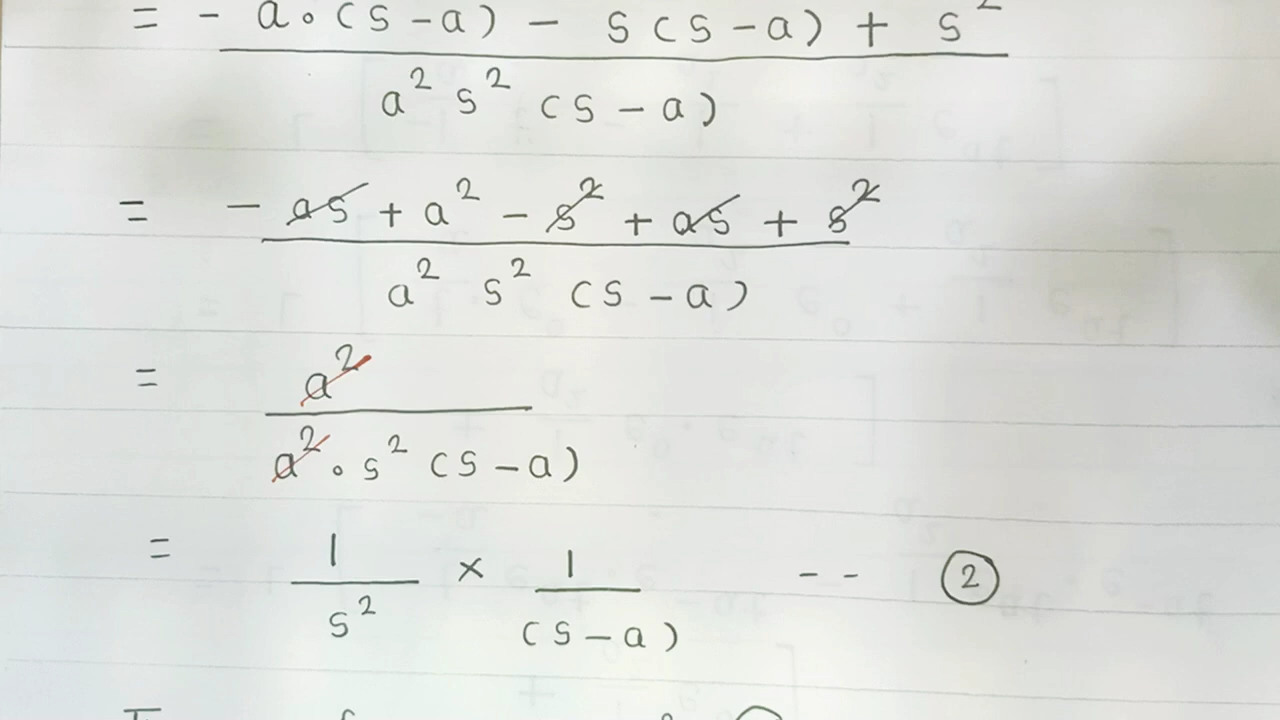 = - a∘(s-a) - s(s-a) + s²
a² s² (s-a)
= - as + a² - s² + as + s²
a² s² (s-a)
= a²
a²∘s² (s-a)
= 1/s² × 1/(s-a) -- ②